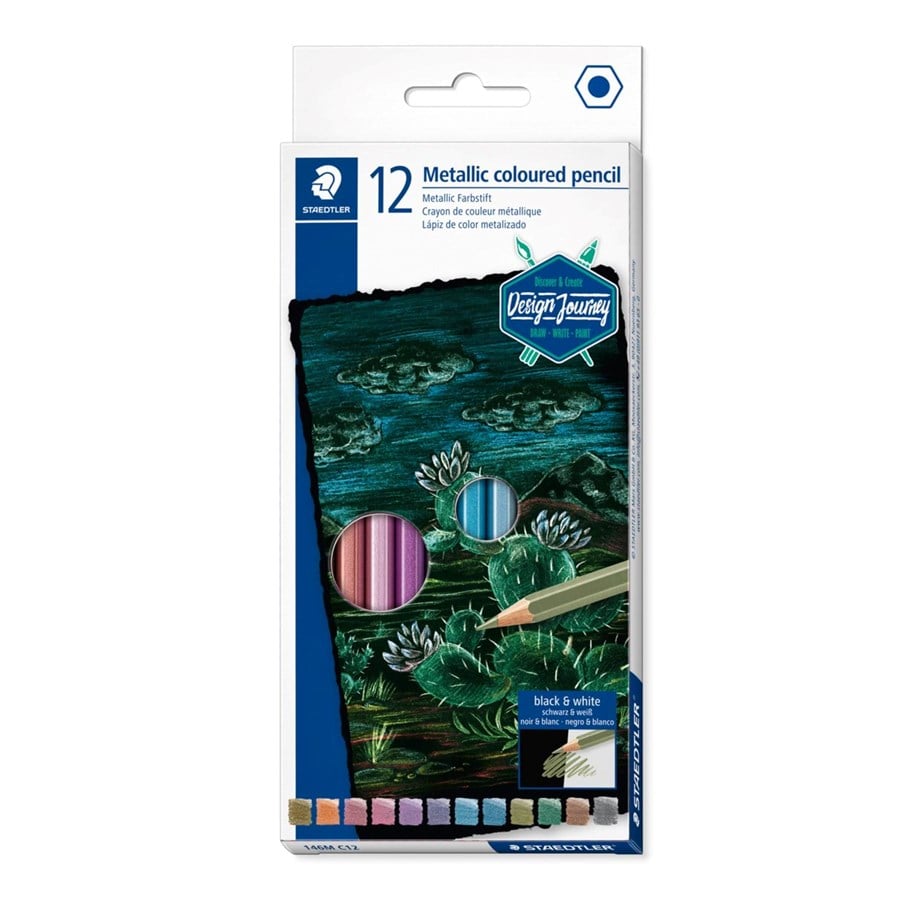 STAEDTLER
12
Metallic coloured pencil
Metallic Farbstift
Crayon de couleur métallique
Lápiz de color metalizado
Discover & Create
Design Journey
DRAW - WRITE - PAINT
black & white
schwarz & weiß
noir & blanc · negro & blanco
STAEDTLER
146M C12
STAEDTLER